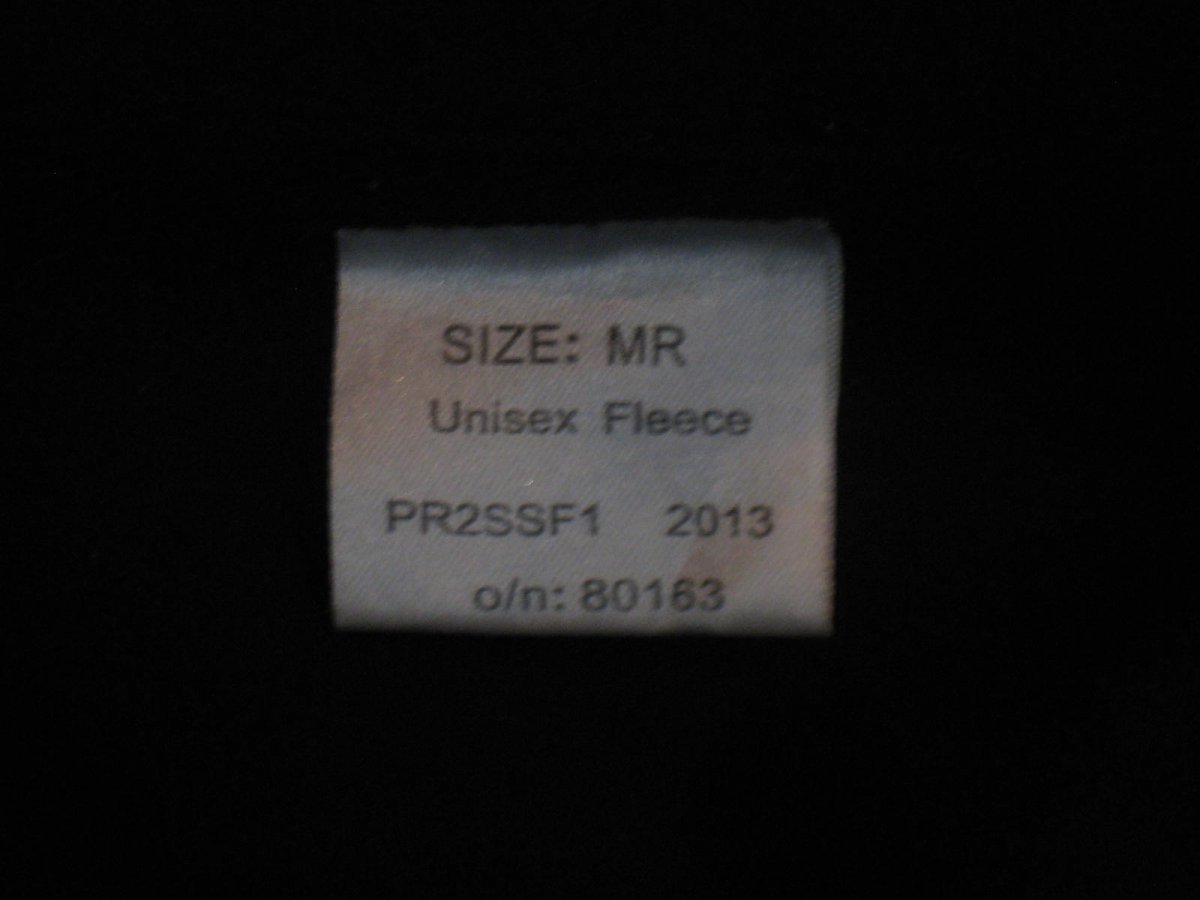 SIZE: MR
Unisex Fleece
PR2SSF1 2013
o/n: 80163